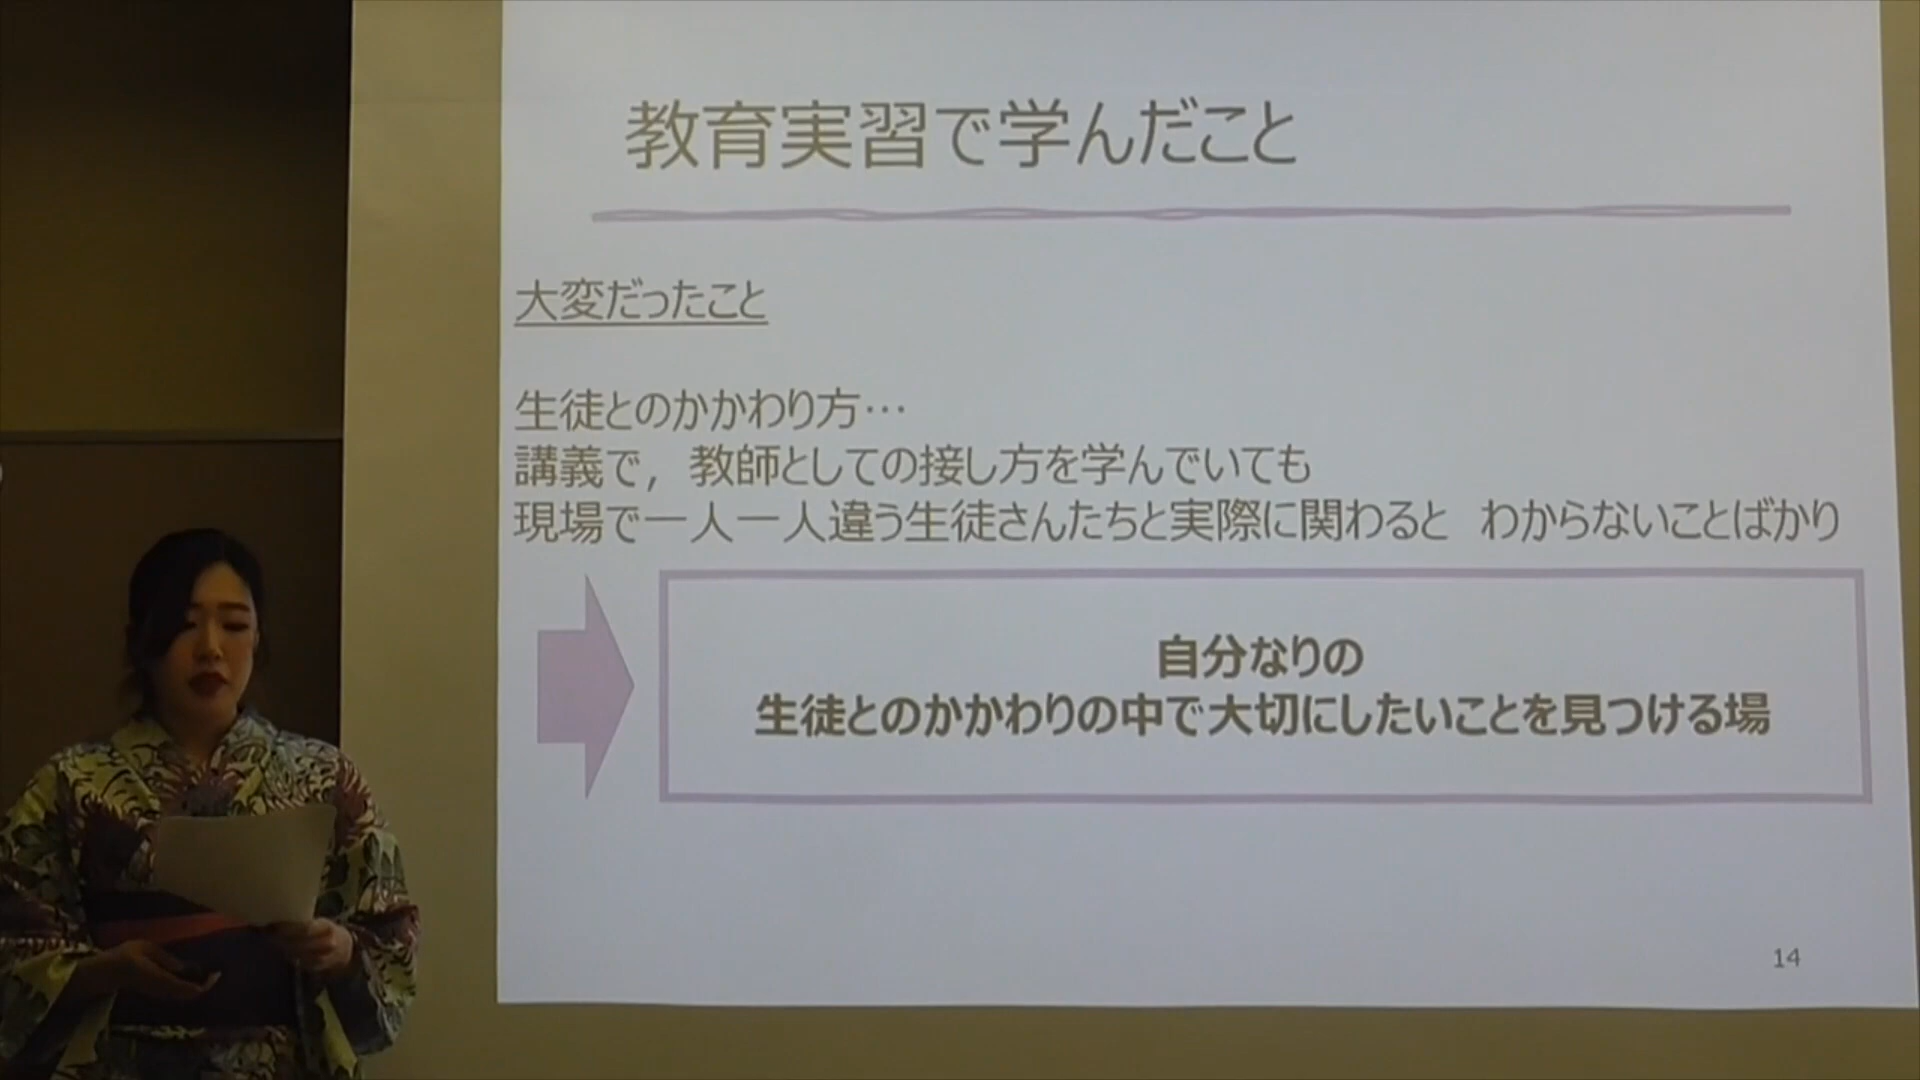 教育実習で学んだこと
大変だったこと
生徒とのかかわり方…
講義で，教師としての接し方を学んでいても
現場で一人一人違う生徒さんたちと実際に関わると　わからないことばかり
自分なりの
生徒とのかかわりの中で大切にしたいことを見つける場
14